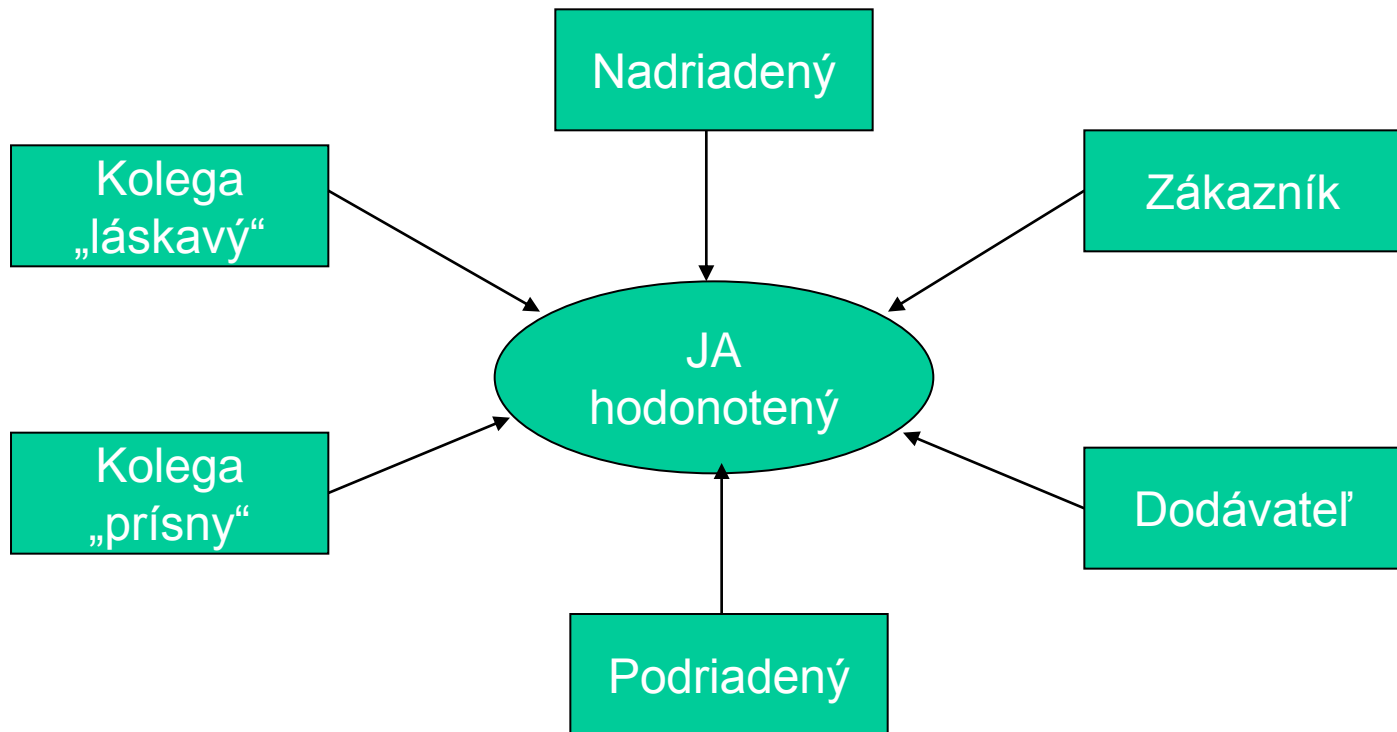 Nadriadený
Kolega
„láskavý“
Zákazník
JA
hodonotený
Kolega
„prísny“
Dodávateľ
Podriadený